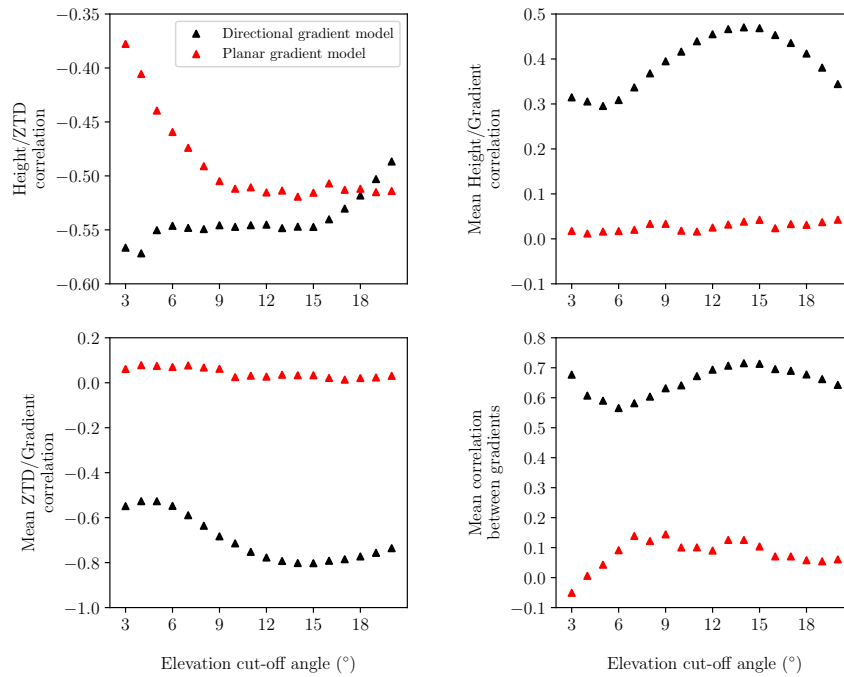 −0.35
−0.40
−0.45
−0.50
−0.55
−0.60
Height/ZTD
correlation
Directional gradient model
Planar gradient model
3 6 9 12 15 18
0.5
0.4
0.3
0.2
0.1
0.0
−0.1
Mean Height/Gradient
correlation
3 6 9 12 15 18
0.2
0.0
−0.2
−0.4
−0.6
−0.8
−1.0
Mean ZTD/Gradient
correlation
3 6 9 12 15 18
Elevation cut-off angle (°)
0.8
0.7
0.6
0.5
0.4
0.3
0.2
0.1
0.0
−0.1
Mean correlation
between gradients
3 6 9 12 15 18
Elevation cut-off angle (°)